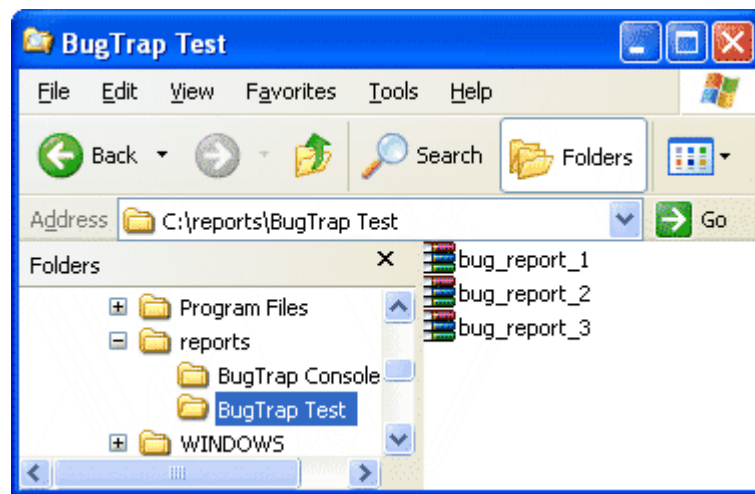 BugTrap Test
File Edit View Favorites Tools Help
Back Search Folders
Address C:\reports\BugTrap Test Go
Folders
Program Files
reports
BugTrap Console
BugTrap Test
WINDOWS
bug_report_1
bug_report_2
bug_report_3